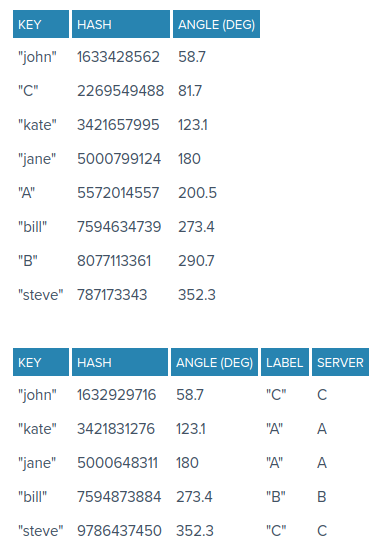 KEY HASH ANGLE (DEG)
"john" 1633428562 58.7
"C" 2269549488 81.7
"kate" 3421657995 123.1
"jane" 5000799124 180
"A" 5572014557 200.5
"bill" 7594634739 273.4
"B" 8077113361 290.7
"steve" 787173343 352.3
KEY HASH ANGLE (DEG) LABEL SERVER
"john" 1632929716 58.7 "C" C
"kate" 3421831276 123.1 "A" A
"jane" 5000648311 180 "A" A
"bill" 7594873884 273.4 "B" B
"steve" 9786437450 352.3 "C" C